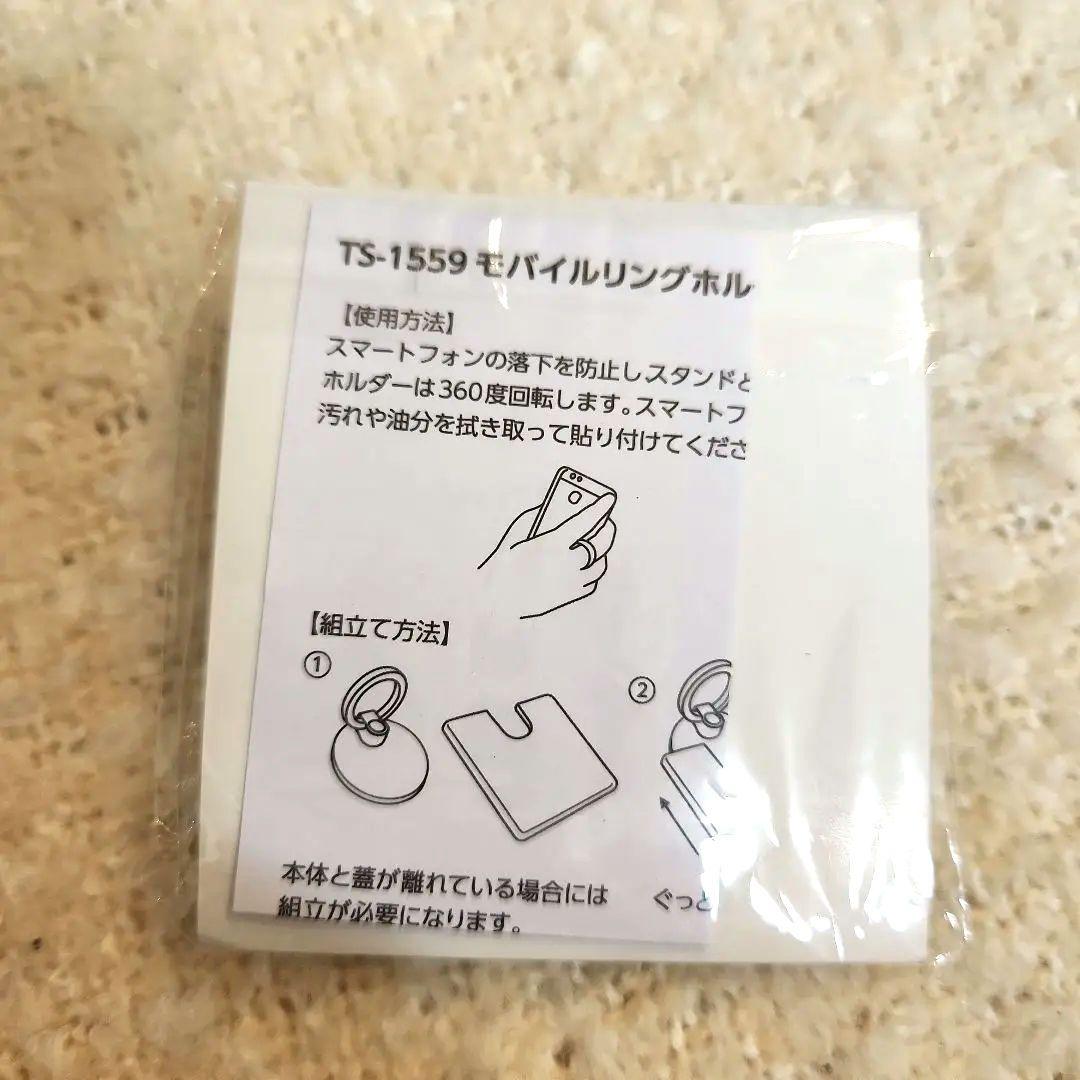 TS-1559 モバイルリングホル
【使用方法】
スマートフォンの落下を防止しスタンドと
ホルダーは360度回転します。スマートフ
汚れや油分を拭き取って貼り付けてくださ
【組立て方法】
①
②
本体と蓋が離れている場合には
組立が必要になります。
ぐっと